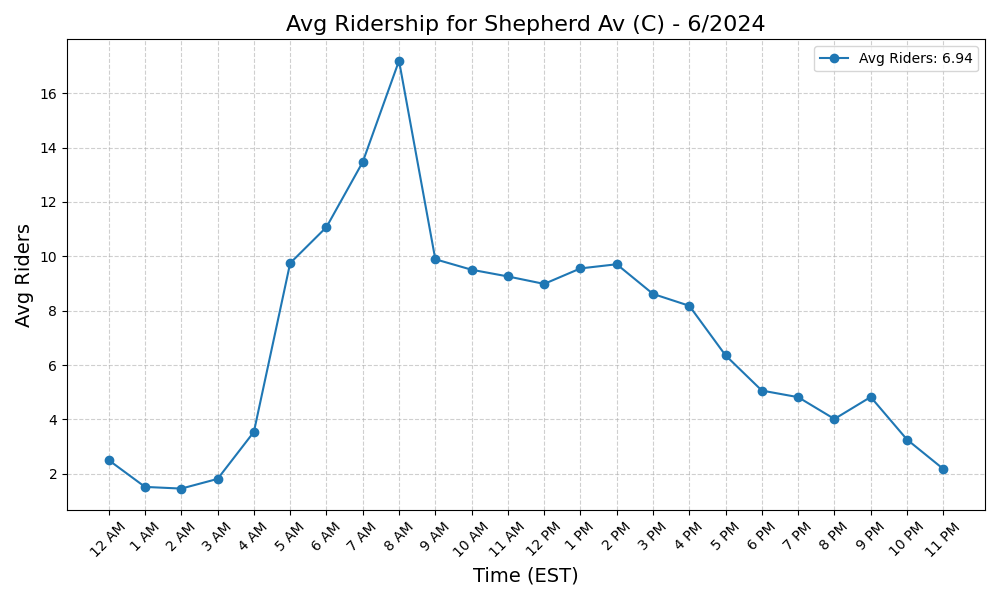 Avg Ridership for Shepherd Av (C) - 6/2024
Avg Riders: 6.94
Avg Riders
16
14
12
10
8
6
4
2
12 AM
1 AM
2 AM
3 AM
4 AM
5 AM
6 AM
7 AM
8 AM
9 AM
10 AM
11 AM
12 PM
1 PM
2 PM
3 PM
4 PM
5 PM
6 PM
7 PM
8 PM
9 PM
10 PM
11 PM
Time (EST)